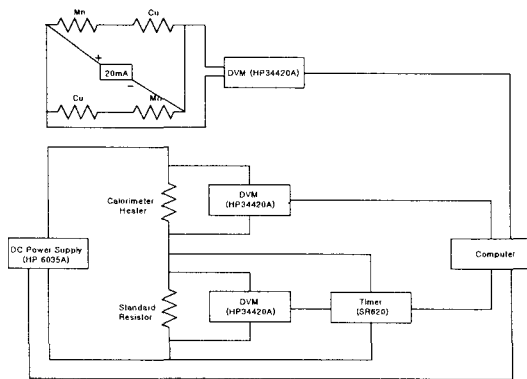 Mn
Cu
+
20mA
−
Cu
Mn
DVM (HP34420A)
Calorimeter
Heater
DVM
(HP34420A)
DC Power Supply
(HP 6035A)
Computer
Standard
Resistor
DVM
(HP34420A)
Timer
(SR620)